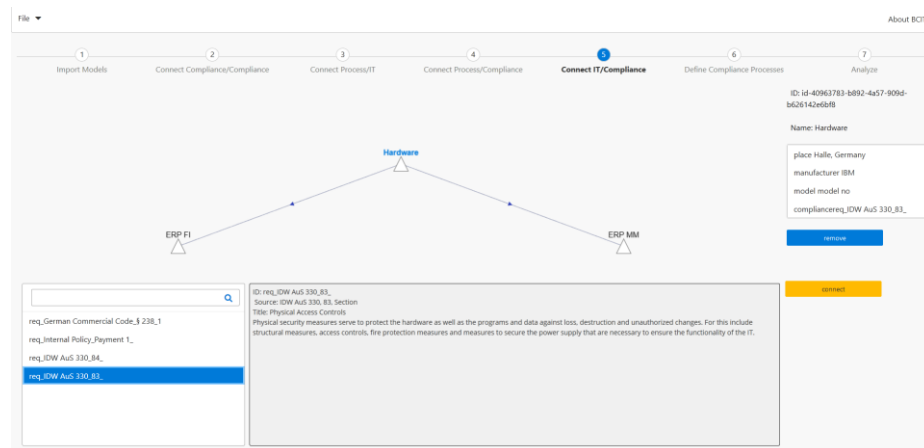 File
About BCIT
1 2 3 4 5 6 7
Import Models Connect Compliance/Compliance Connect Process/IT Connect Process/Compliance Connect IT/Compliance Define Compliance Processes Analyze
ID: id-40963783-b892-4a57-909d-
b626142e6bf8
Name: Hardware
place Halle, Germany
manufacturer IBM
model model no
compliancereq_IDW AuS 330_83_
remove
connect
Hardware
ERP FI
ERP MM
req_German Commercial Code_§ 238_1
req_Internal Policy_Payment 1_
req_IDW AuS 330_84_
req_IDW AuS 330_83_
ID: req_IDW AuS 330_83_
Source: IDW AuS 330, 83, Section
Title: Physical Access Controls
Physical security measures serve to protect the hardware as well as the programs and data against loss, destruction and unauthorized changes. For this include
structural measures, access controls, fire protection measures and measures to secure the power supply that are necessary to ensure the functionality of the IT.